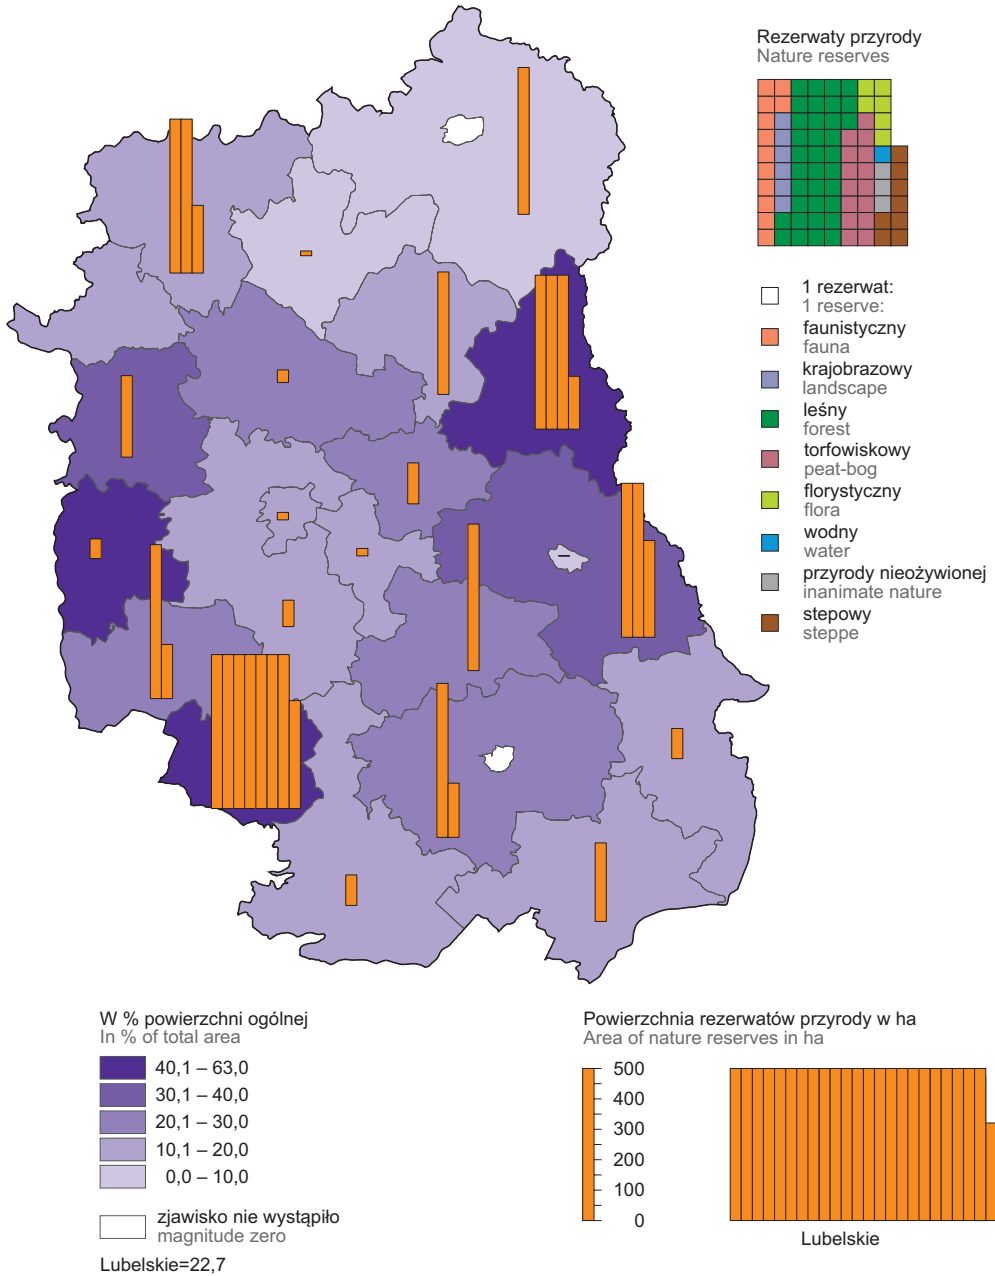 Rezerwaty przyrody
Nature reserves
1 rezerwat:
1 reserve:
faunistyczny
fauna
krajobrazowy
landscape
leśny
forest
torfowiskowy
peat-bog
florystyczny
flora
wodny
water
przyrody nieożywionej
inanimate nature
stepowy
steppe
W % powierzchni ogólnej
In % of total area
40,1 – 63,0
30,1 – 40,0
20,1 – 30,0
10,1 – 20,0
0,0 – 10,0
zjawisko nie wystąpiło
magnitude zero
Lubelskie=22,7
Powierzchnia rezerwatów przyrody w ha
Area of nature reserves in ha
500
400
300
200
100
0
Lubelskie